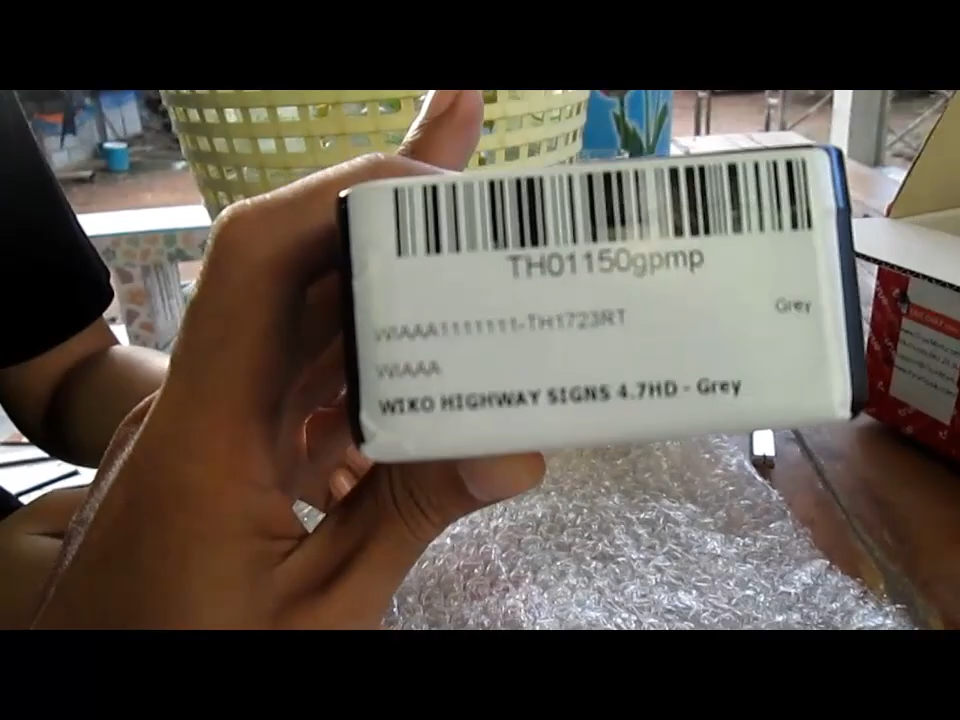 TH01150gpmp
WIAAA1111111-TH1723RT
Grey
WIAAA
WIKO HIGHWAY SIGNS 4.7HD - Grey